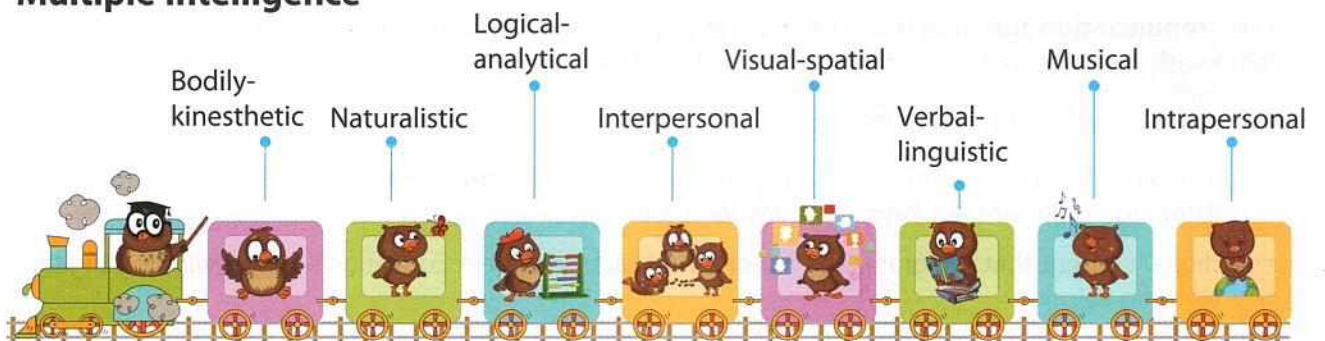 Multiple Intelligence
Logical-
analytical
Visual-spatial
Musical
Bodily-
kinesthetic
Naturalistic
Interpersonal
Verbal-
linguistic
Intrapersonal